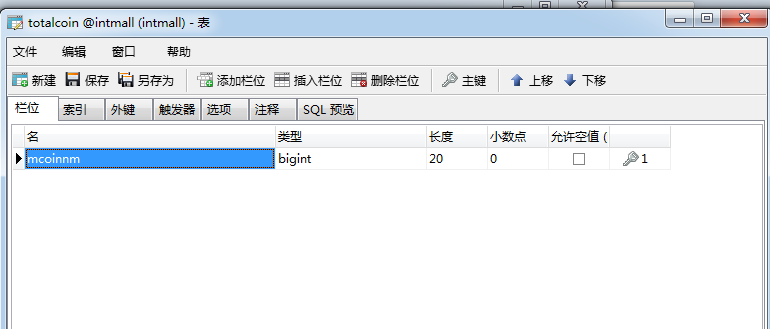 totalcoin @intmall (intmall) - 表
文件 编辑 窗口 帮助
新建 保存 另存为 添加栏位 插入栏位 删除栏位 主键 上移 下移
栏位 索引 外键 触发器 选项 注释 SQL 预览
名 类型 长度 小数点 允许空值 (
mcoinnm bigint 20 0 1